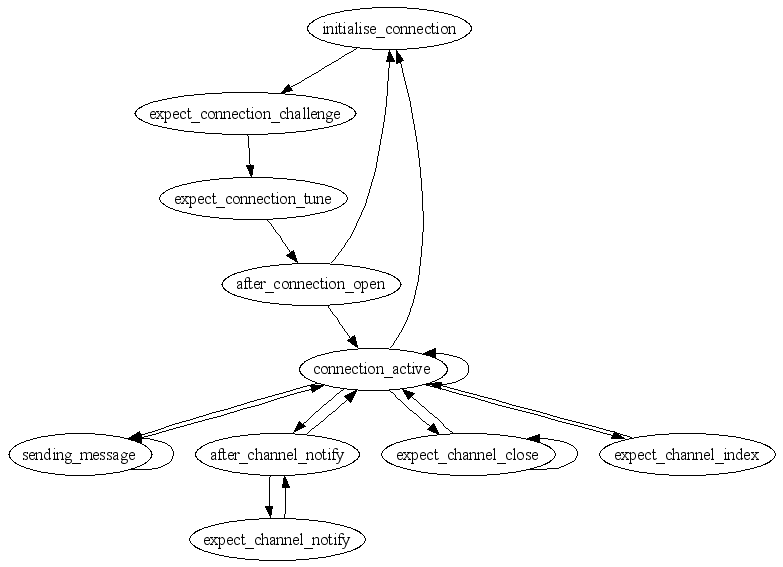 initialise_connection
expect_connection_challenge
expect_connection_tune
after_connection_open
connection_active
sending_message
after_channel_notify
expect_channel_close
expect_channel_index
expect_channel_notify